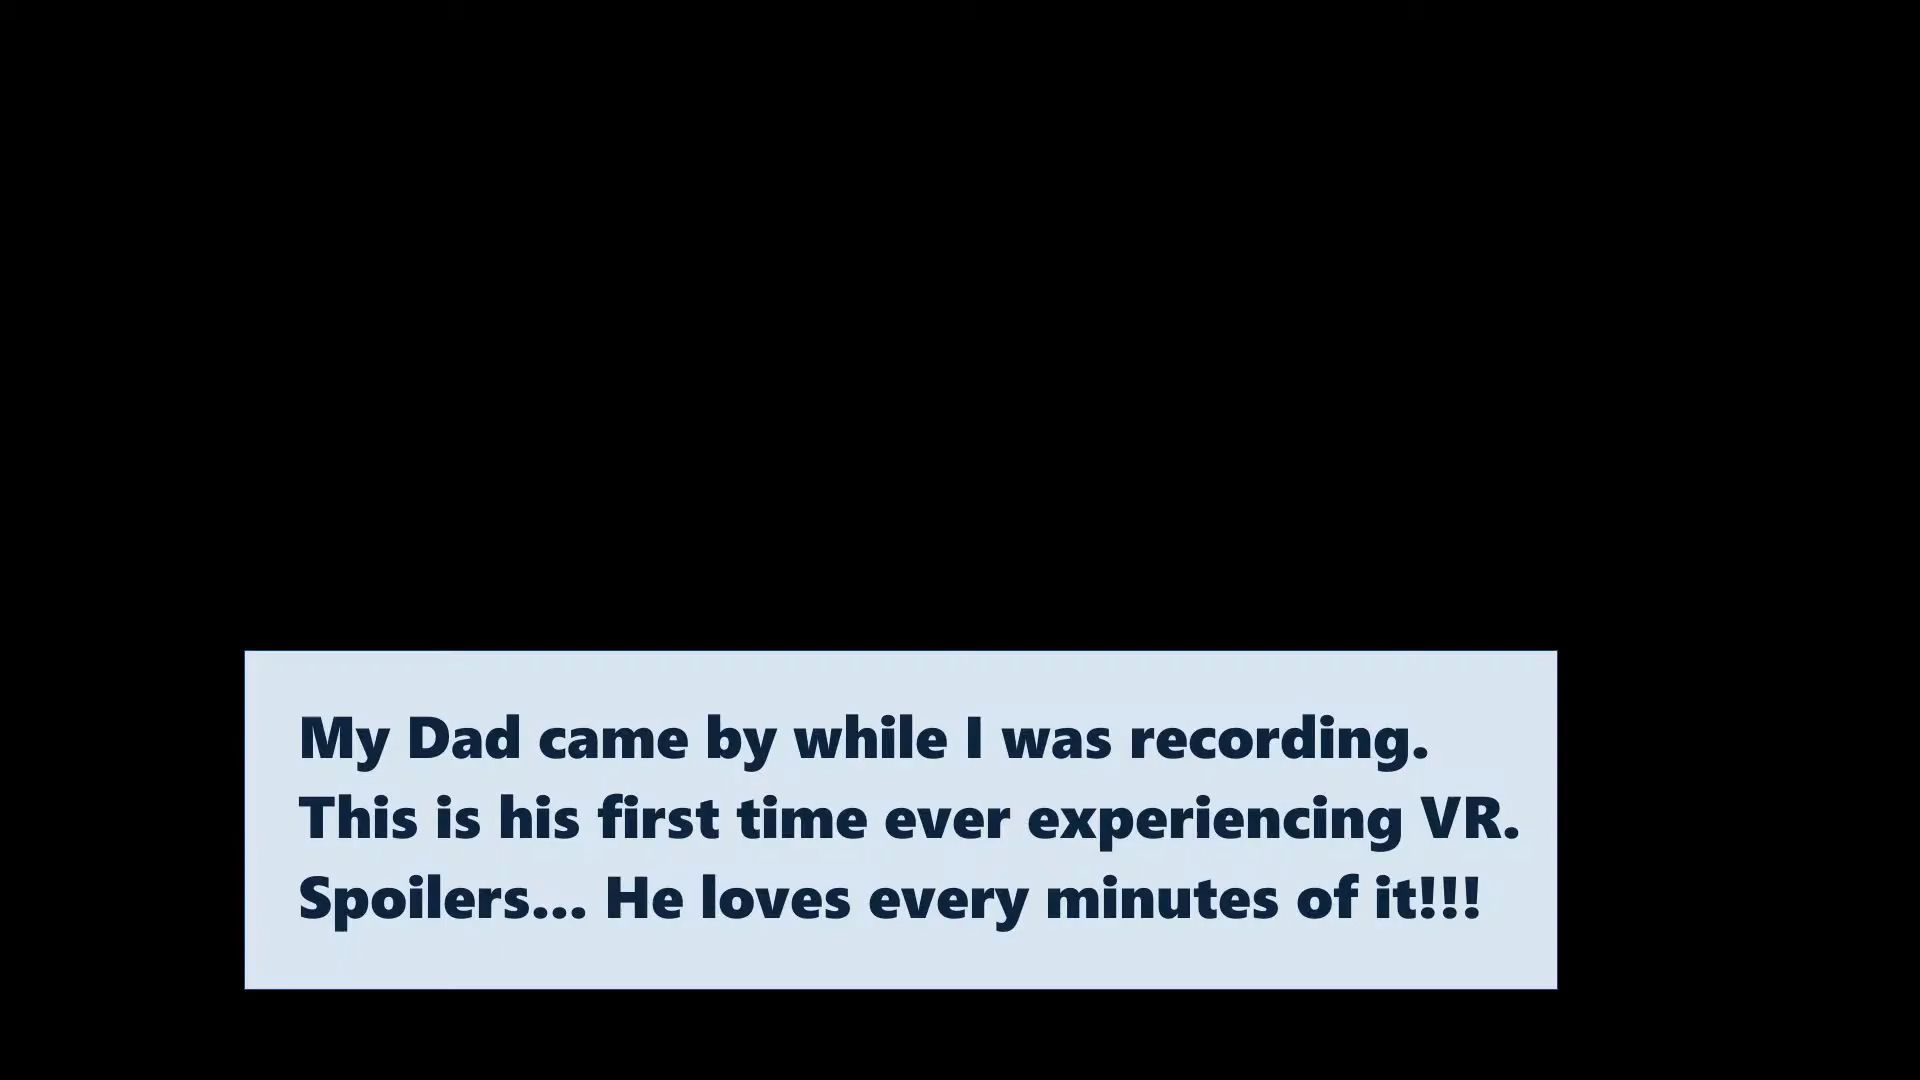 My Dad came by while I was recording.
This is his first time ever experiencing VR.
Spoilers... He loves every minutes of it!!!